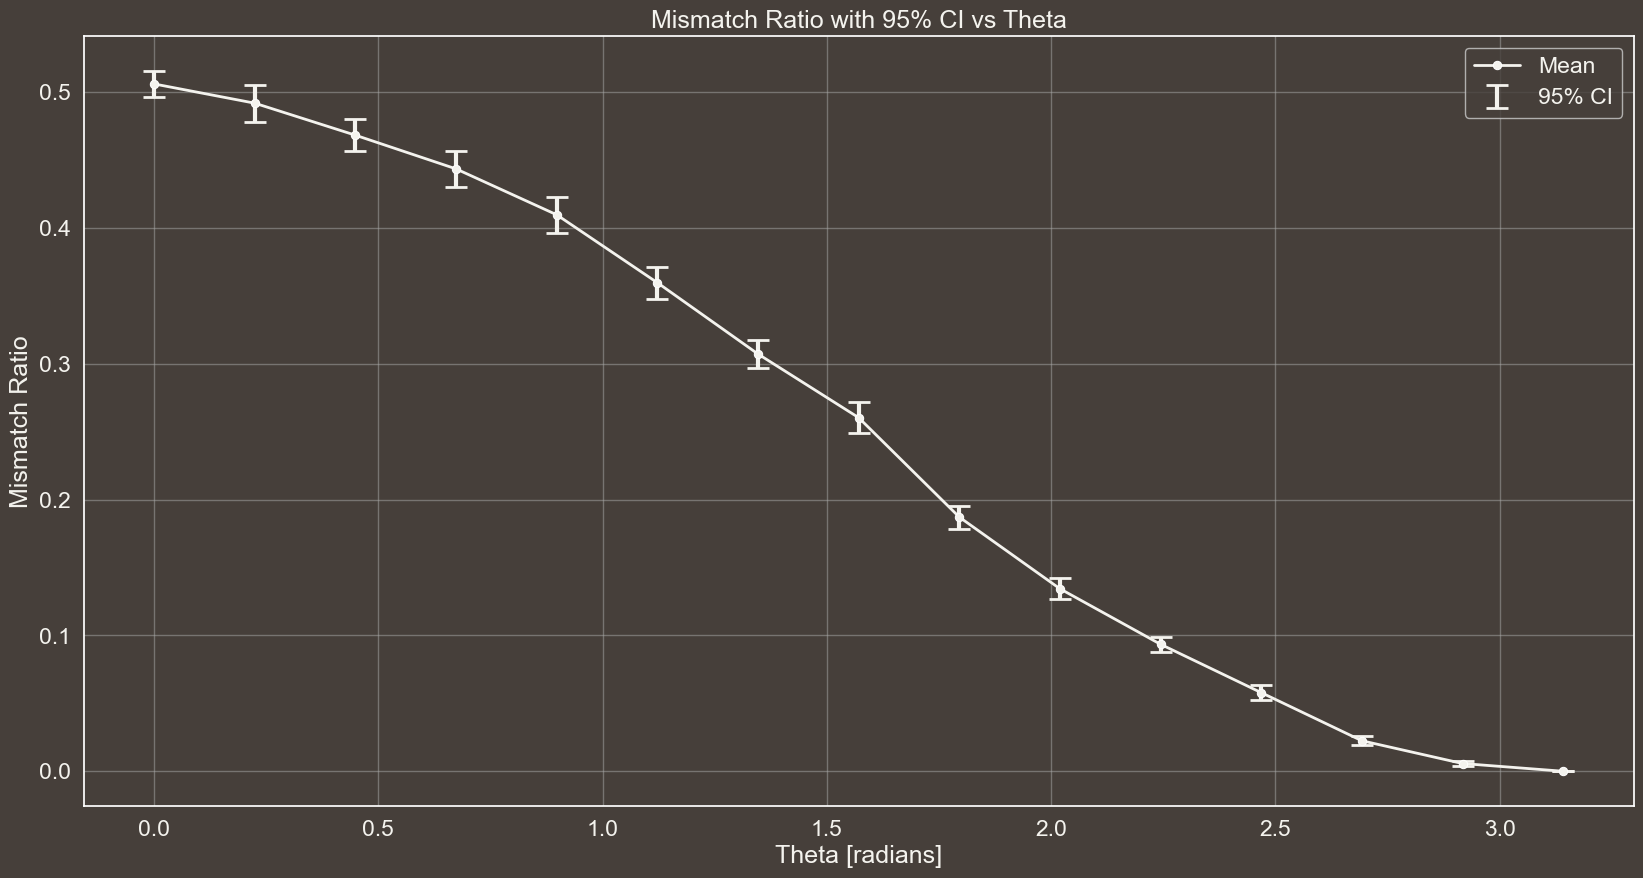 Mismatch Ratio with 95% CI vs Theta
Mean
95% CI
Mismatch Ratio
0.5
0.4
0.3
0.2
0.1
0.0
0.0 0.5 1.0 1.5 2.0 2.5 3.0
Theta [radians]